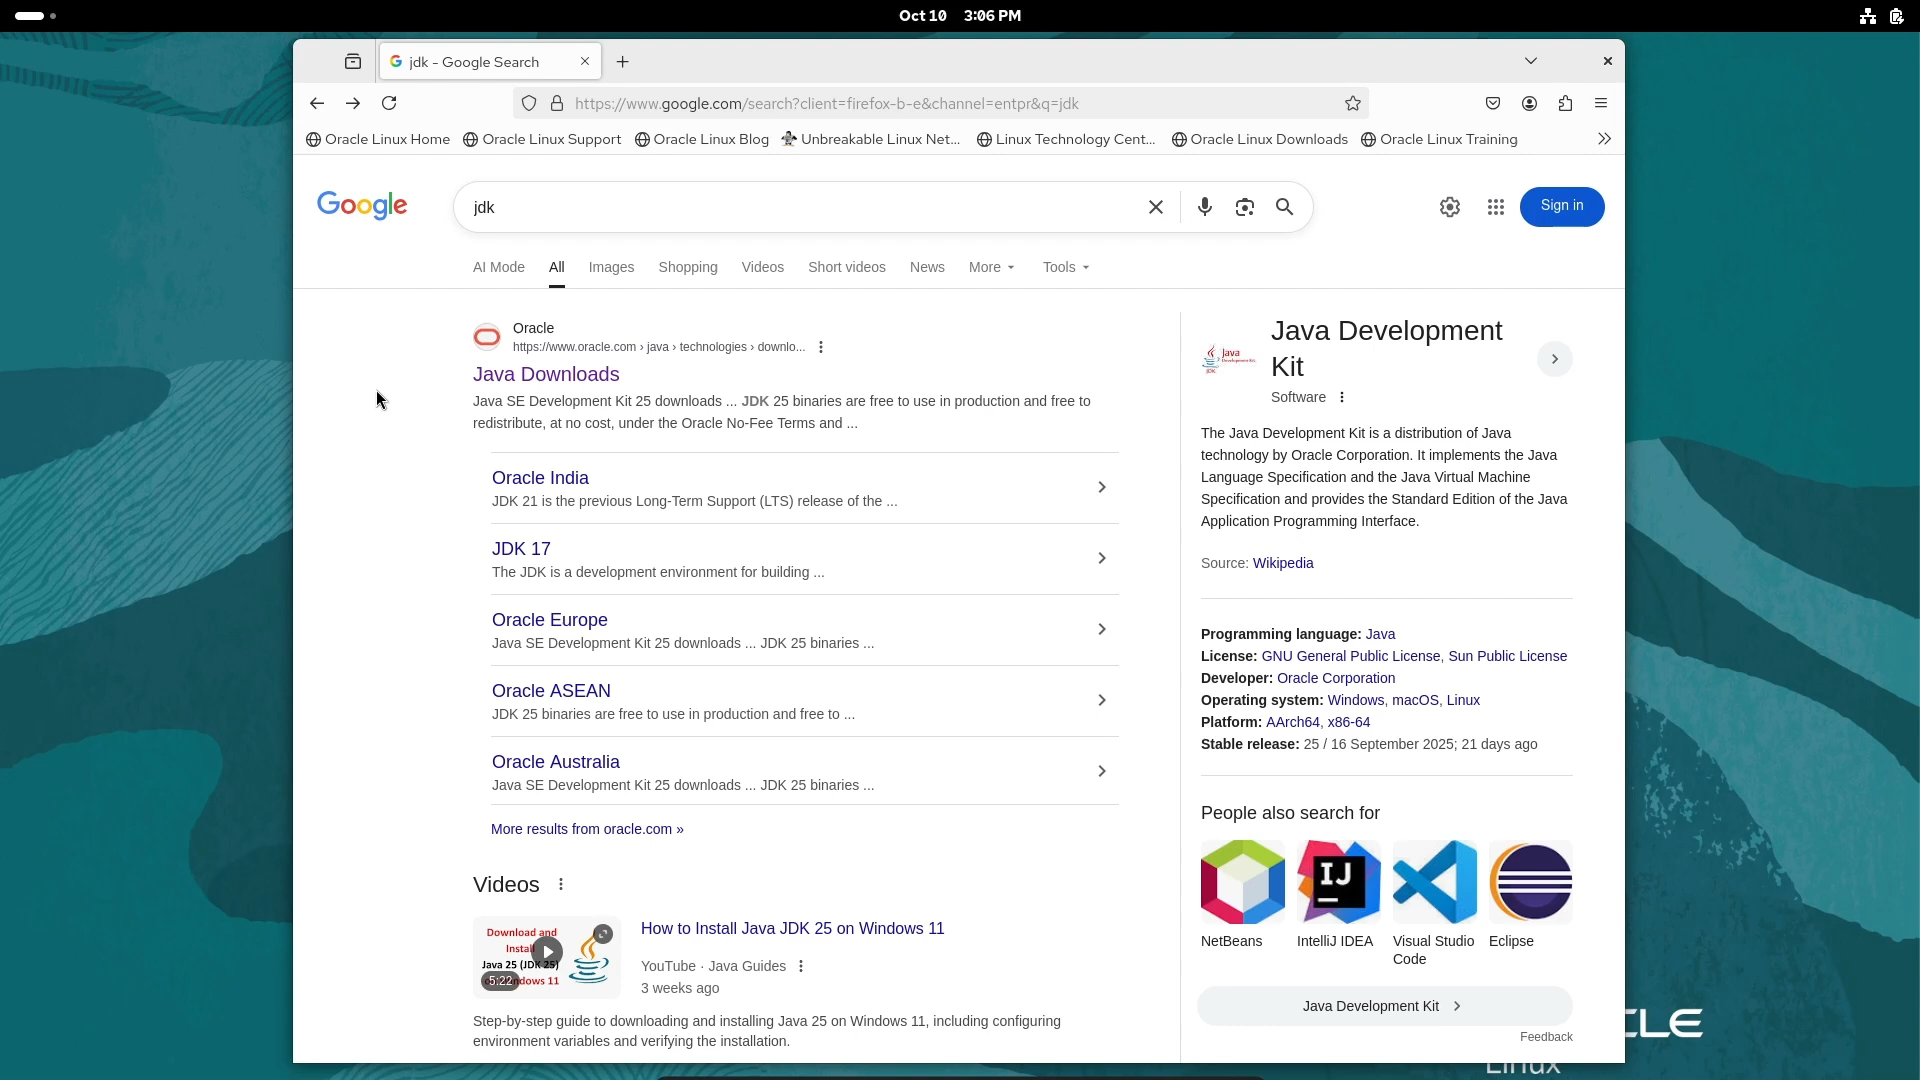 Oct 10 3:06 PM
jdk - Google Search
https://www.google.com/search?client=firefox-b-e&channel=entpr&q=jdk
Oracle Linux Home Oracle Linux Support Oracle Linux Blog Unbreakable Linux Net... Linux Technology Cent... Oracle Linux Downloads Oracle Linux Training
Google
jdk
Sign in
AI Mode All Images Shopping Videos Short videos News More Tools
Oracle
https://www.oracle.com › java › technologies › downlo...
Java Downloads
Java SE Development Kit 25 downloads ... JDK 25 binaries are free to use in production and free to
redistribute, at no cost, under the Oracle No-Fee Terms and ...
Oracle India
JDK 21 is the previous Long-Term Support (LTS) release of the ...
JDK 17
The JDK is a development environment for building ...
Oracle Europe
Java SE Development Kit 25 downloads ... JDK 25 binaries ...
Oracle ASEAN
JDK 25 binaries are free to use in production and free to ...
Oracle Australia
Java SE Development Kit 25 downloads ... JDK 25 binaries ...
More results from oracle.com »
Videos
Download and
Install
Java 25 (JDK 25)
5:22
ndows 11
How to Install Java JDK 25 on Windows 11
YouTube · Java Guides
3 weeks ago
Step-by-step guide to downloading and installing Java 25 on Windows 11, including configuring
environment variables and verifying the installation.
Java
JDK
Java Development
Kit
Software
The Java Development Kit is a distribution of Java
technology by Oracle Corporation. It implements the Java
Language Specification and the Java Virtual Machine
Specification and provides the Standard Edition of the Java
Application Programming Interface.
Source: Wikipedia
Programming language: Java
License: GNU General Public License, Sun Public License
Developer: Oracle Corporation
Operating system: Windows, macOS, Linux
Platform: AArch64, x86-64
Stable release: 25 / 16 September 2025; 21 days ago
People also search for
IJ
NetBeans IntelliJ IDEA Visual Studio Eclipse
Code
Java Development Kit
Feedback
CLE
Linux